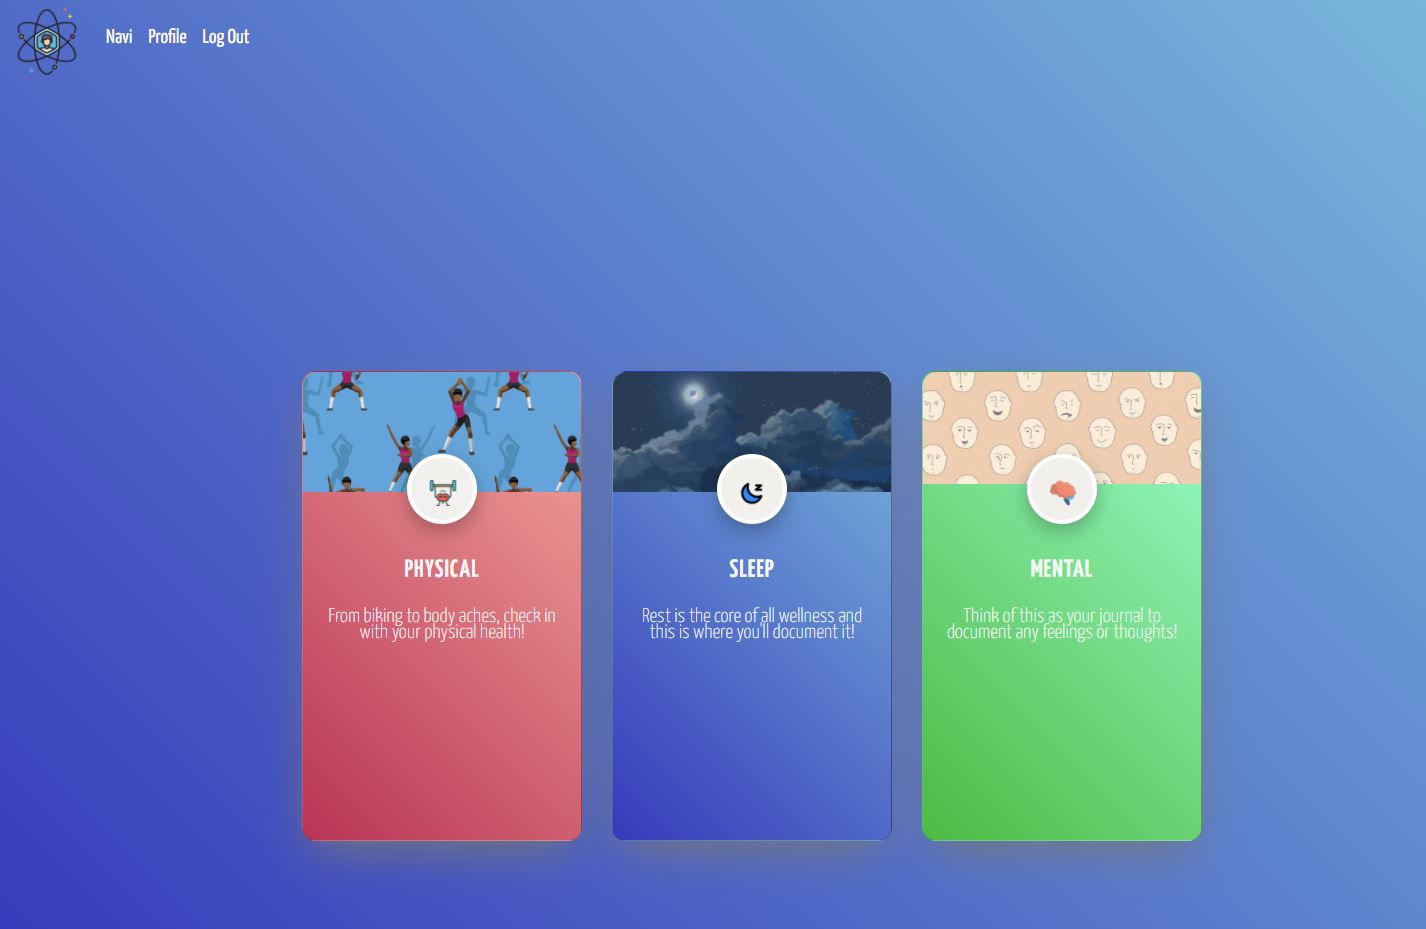 Navi Profile Log Out
PHYSICAL
From biking to body aches, check in
with your physical health!
SLEEP
Rest is the core of all wellness and
this is where you'll document it!
MENTAL
Think of this as your journal to
document any feelings or thoughts!